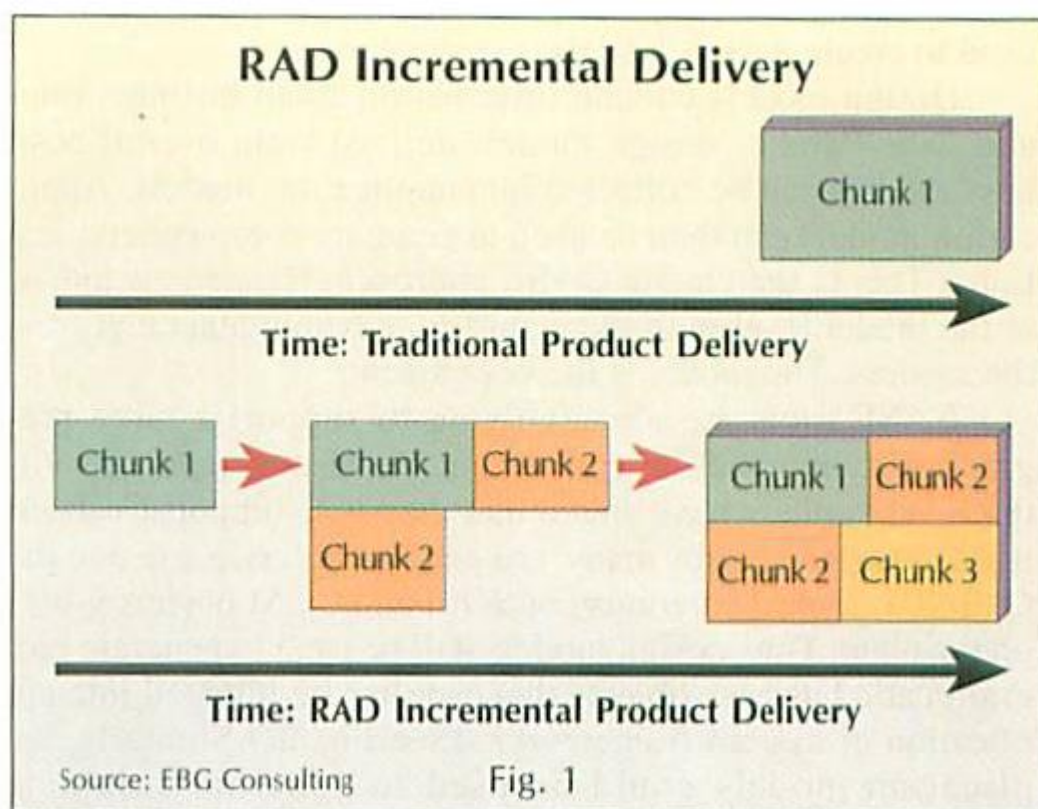 RAD Incremental Delivery
Chunk 1
Time: Traditional Product Delivery
Chunk 1
Chunk 1
Chunk 2
Chunk 1
Chunk 2
Chunk 2
Chunk 2
Chunk 3
Time: RAD Incremental Product Delivery
Source: EBG Consulting
Fig. 1